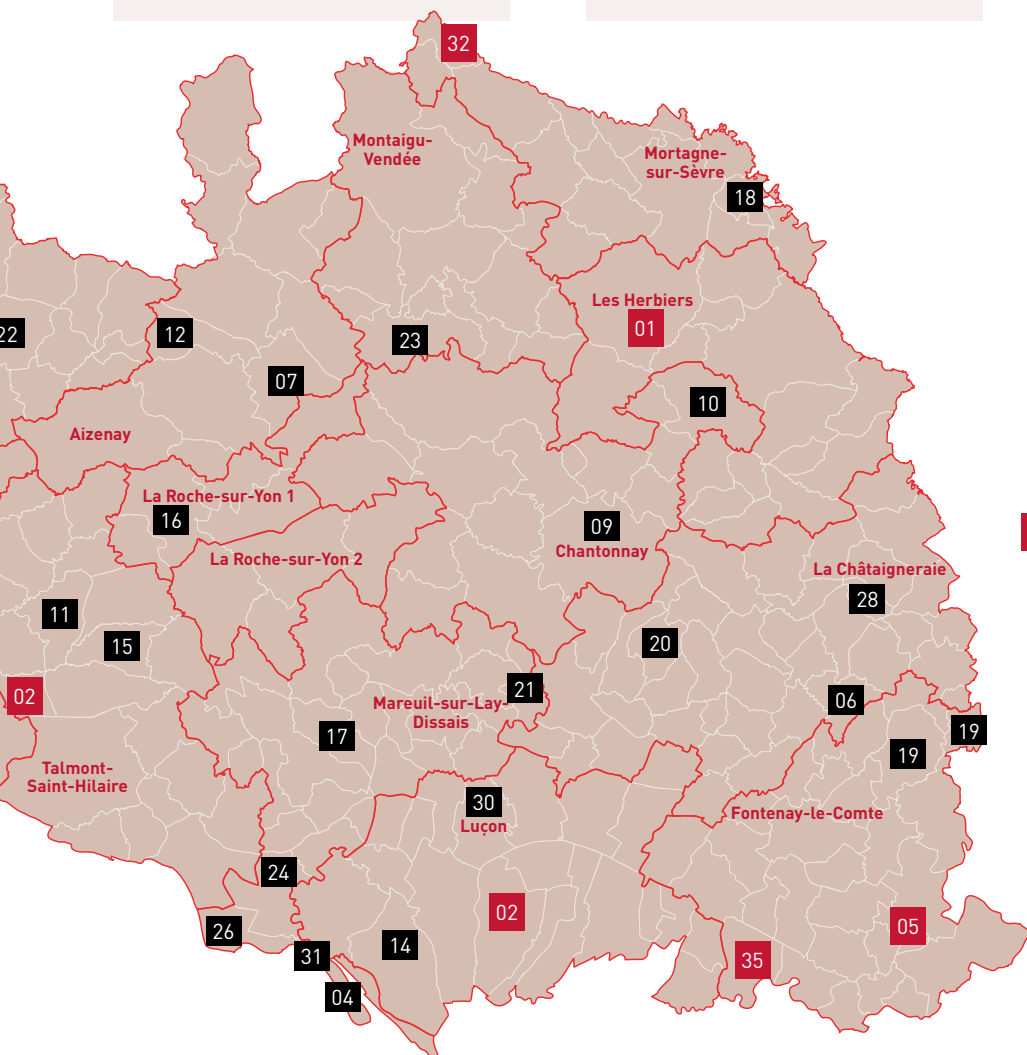 32
Montaigu-
Vendée
Mortagne-
sur-Sèvre
18
Les Herbiers
01
22
12
23
07
10
Aizenay
La Roche-sur-Yon 1
16
09
Chantonnay
La Roche-sur-Yon 2
La Châtaigneraie
28
11
15
20
02
21
06
Mareuil-sur-Lay-
Dissais
17
19
19
Talmont-
Saint-Hilaire
30
Luçon
Fontenay-le-Comte
24
02
05
26
14
31
35
04